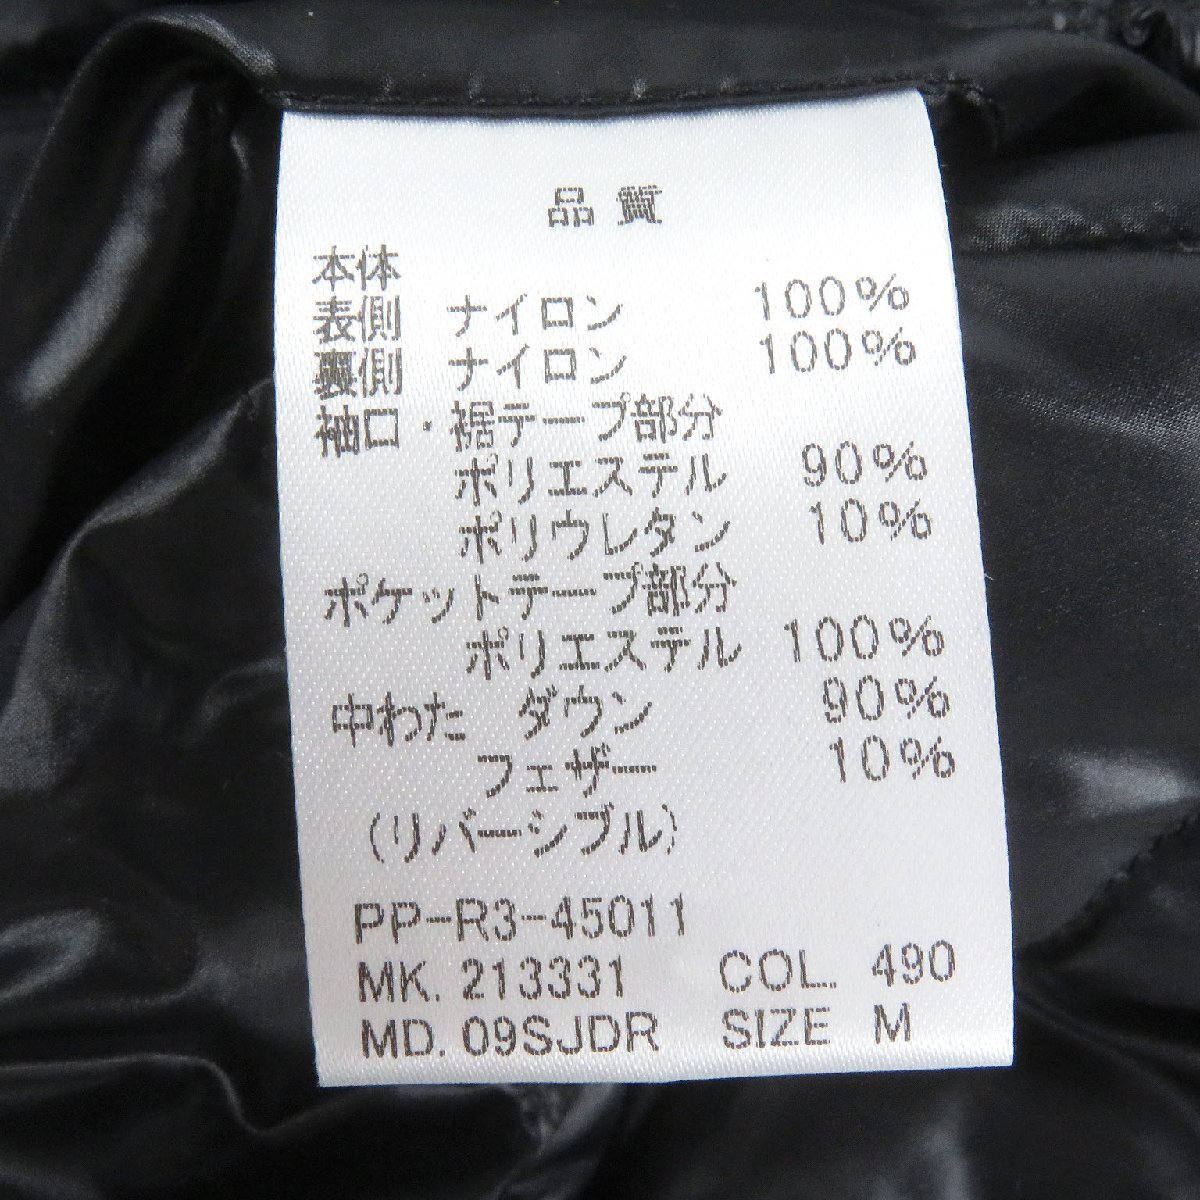 品質
本体
表側 ナイロン 100%
裏側 ナイロン 100%
袖口・裾テープ部分
ポリエステル 90%
ポリウレタン 10%
ポケットテープ部分
ポリエステル 100%
中わた ダウン 90%
フェザー 10%
(リバーシブル)
PP-R3-45011
MK. 213331 COL. 490
MD. 09SJDR SIZE M